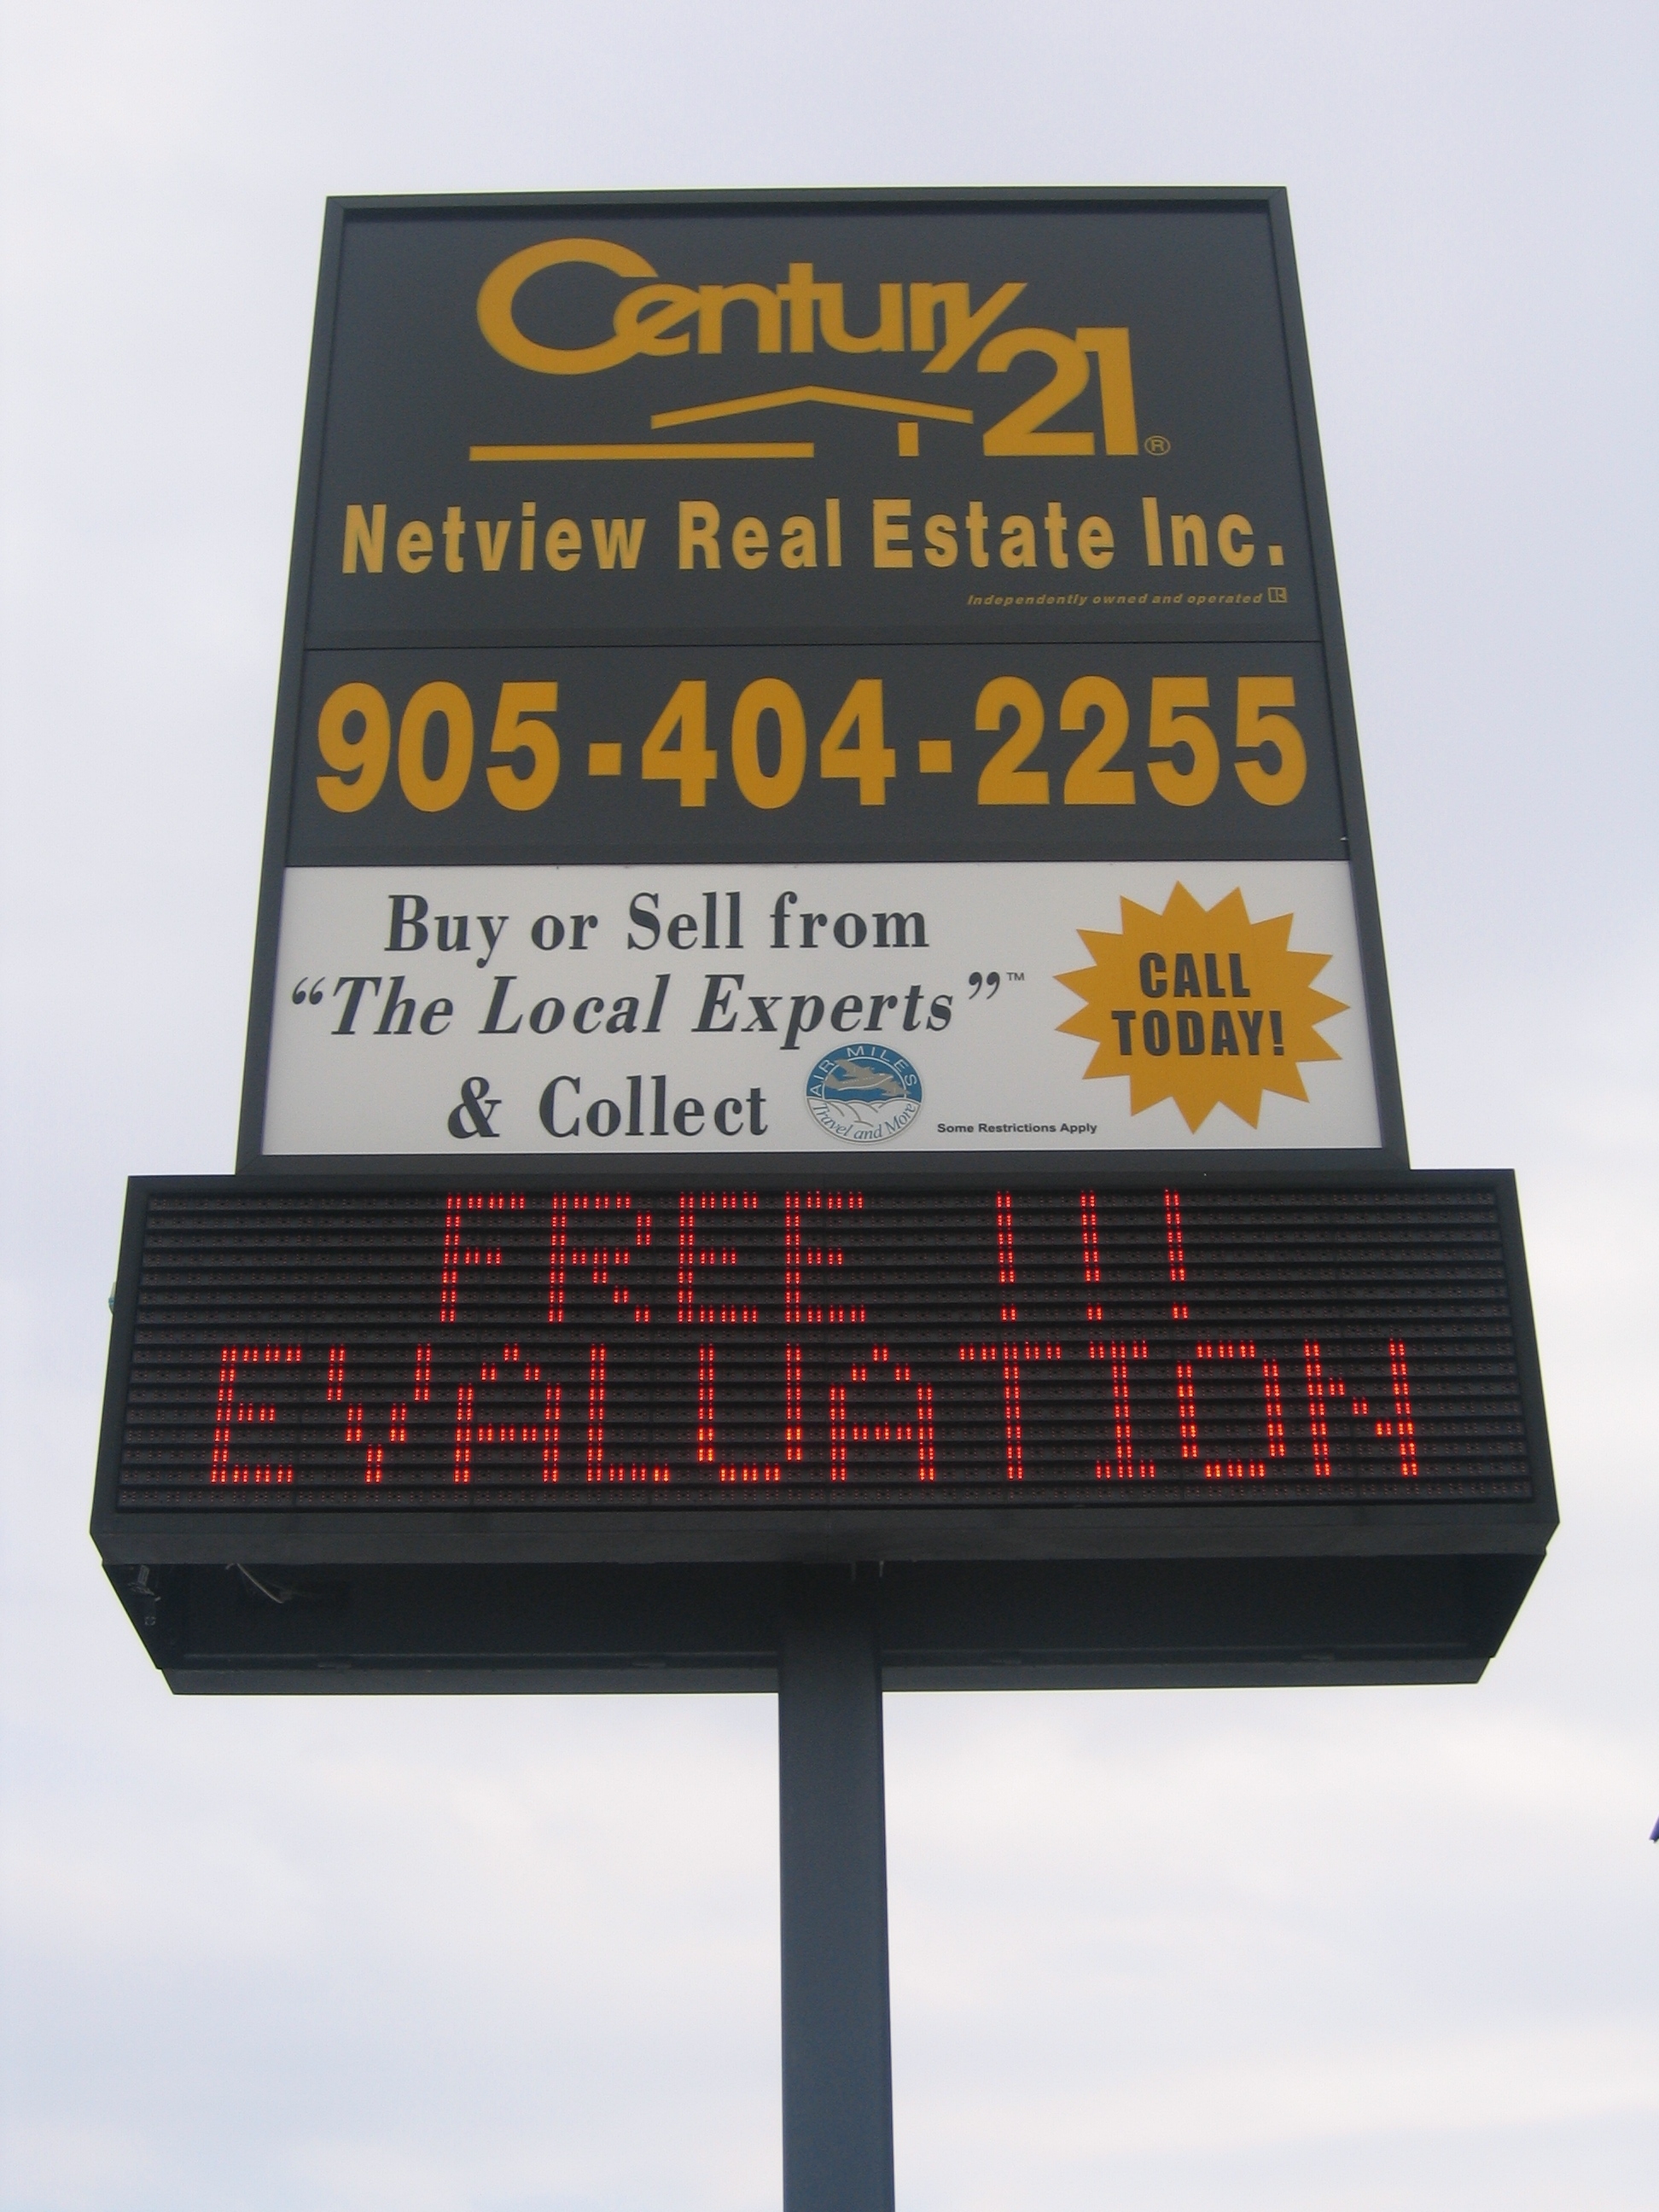 Century 21®
Netview Real Estate Inc.
Independently owned and operated R
905-404-2255
Buy or Sell from
“The Local Experts”™
& Collect
AIR MILES
Travel and More
Some Restrictions Apply
CALL
TODAY!
FREE !!!
EVALUATION